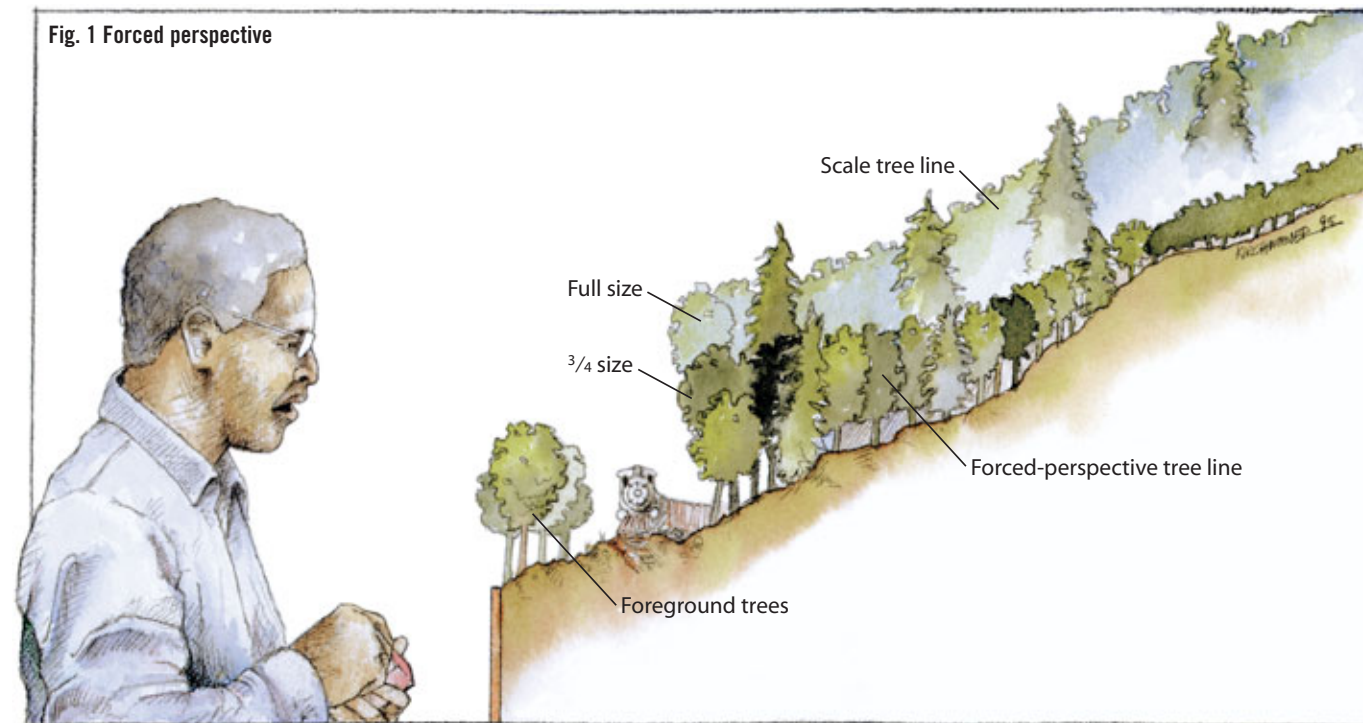 Fig. 1 Forced perspective
Scale tree line
Full size
3/4 size
Forced-perspective tree line
Foreground trees